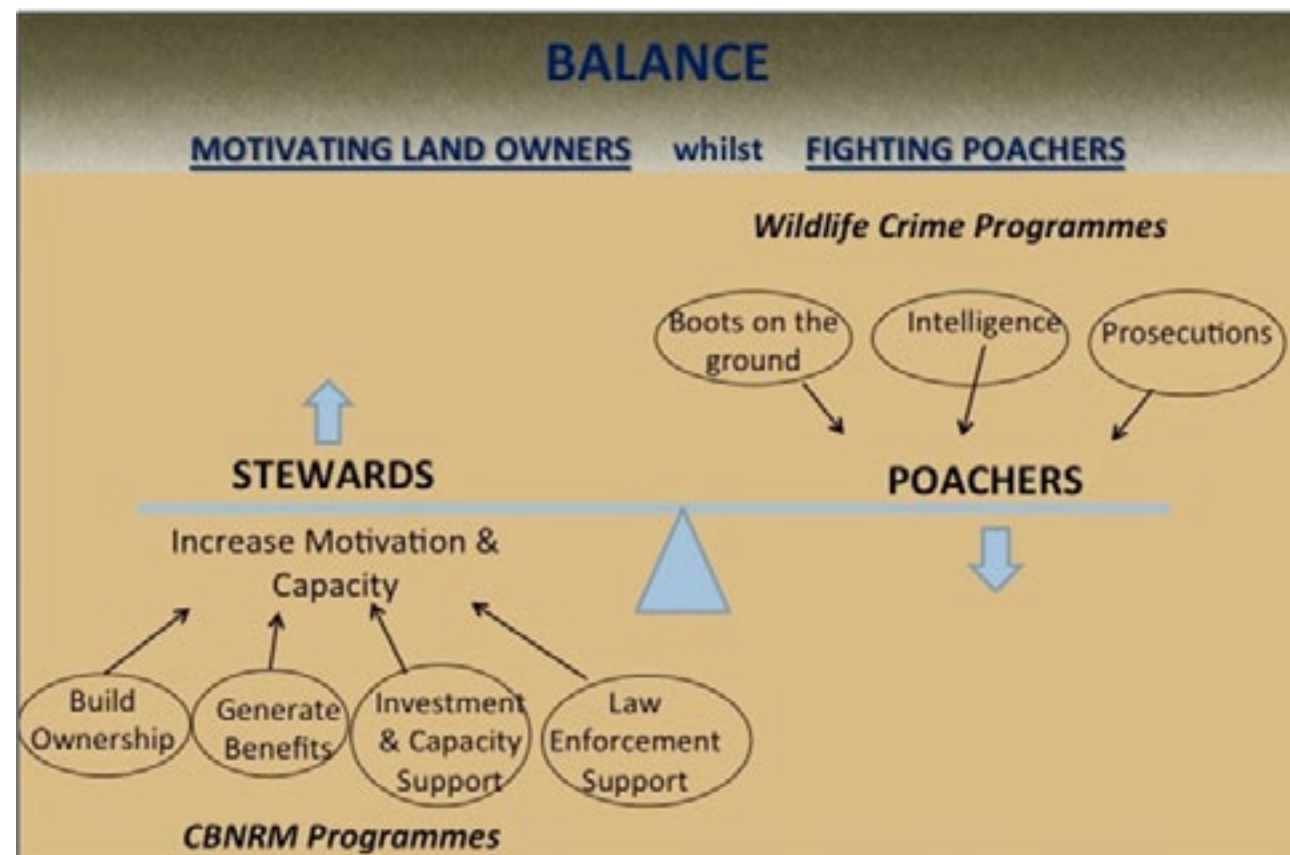 BALANCE
MOTIVATING LAND OWNERS whilst FIGHTING POACHERS
Wildlife Crime Programmes
Boots on the
ground
Intelligence
Prosecutions
STEWARDS
POACHERS
Increase Motivation &
Capacity
Build
Ownership
Generate
Benefits
Investment
& Capacity
Support
Law
Enforcement
Support
CBNRM Programmes